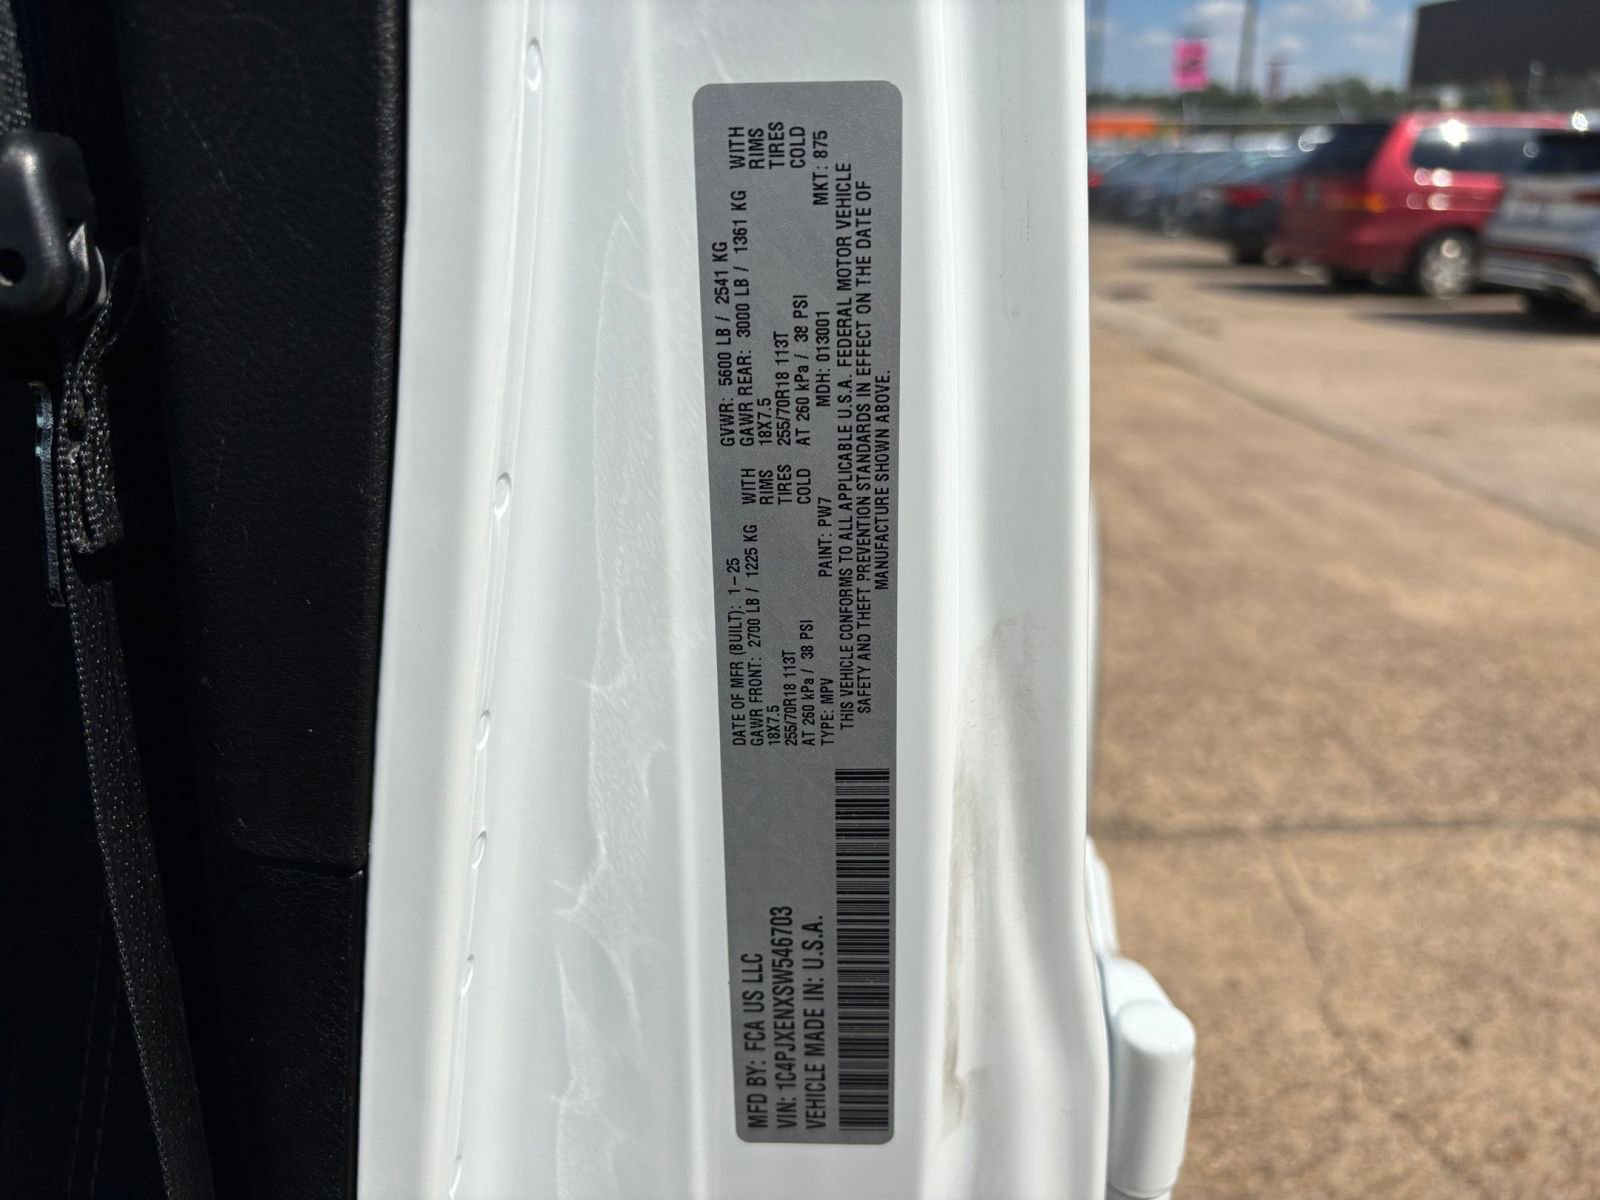 MFD BY: FCA US LLC
VIN: 1C4PJXENXSW546703
VEHICLE MADE IN: U.S.A.
DATE OF MFR (BUILT): 1-25 GVWR: 5600 LB / 2541 KG
GAWR FRONT: 2700 LB / 1225 KG WITH GAWR REAR: 3000 LB / 1361 KG WITH
18X7.5 RIMS 18X7.5 RIMS
255/70R18 113T TIRES 255/70R18 113T TIRES
AT 260 kPa / 38 PSI COLD AT 260 kPa / 38 PSI COLD
TYPE: MPV PAINT: PW7 MDH: 013001 MKT: 875
THIS VEHICLE CONFORMS TO ALL APPLICABLE U.S.A. FEDERAL MOTOR VEHICLE
SAFETY AND THEFT PREVENTION STANDARDS IN EFFECT ON THE DATE OF
MANUFACTURE SHOWN ABOVE.